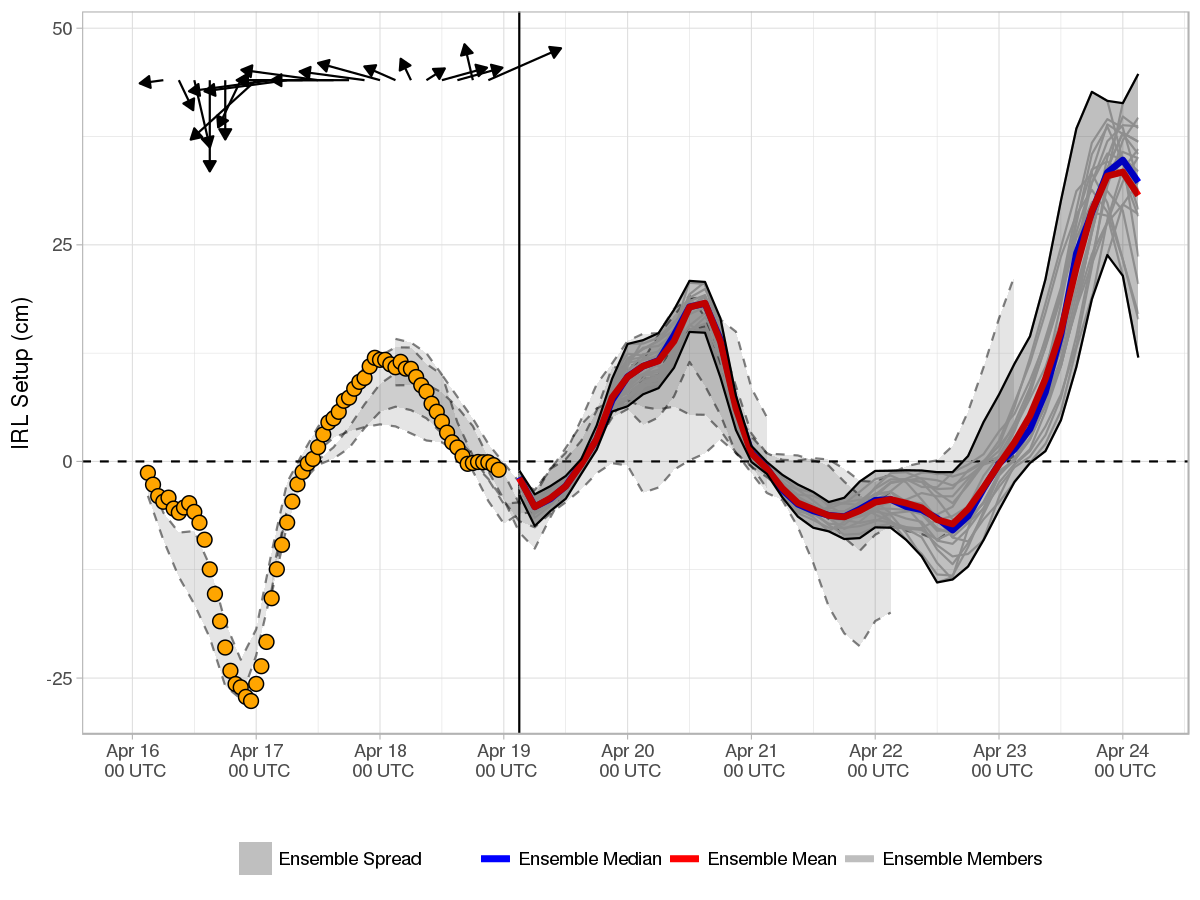 IRL Setup (cm)
50
25
0
-25
Apr 16 Apr 17 Apr 18 Apr 19 Apr 20 Apr 21 Apr 22 Apr 23 Apr 24
00 UTC 00 UTC 00 UTC 00 UTC 00 UTC 00 UTC 00 UTC 00 UTC 00 UTC
Ensemble Spread Ensemble Median Ensemble Mean Ensemble Members